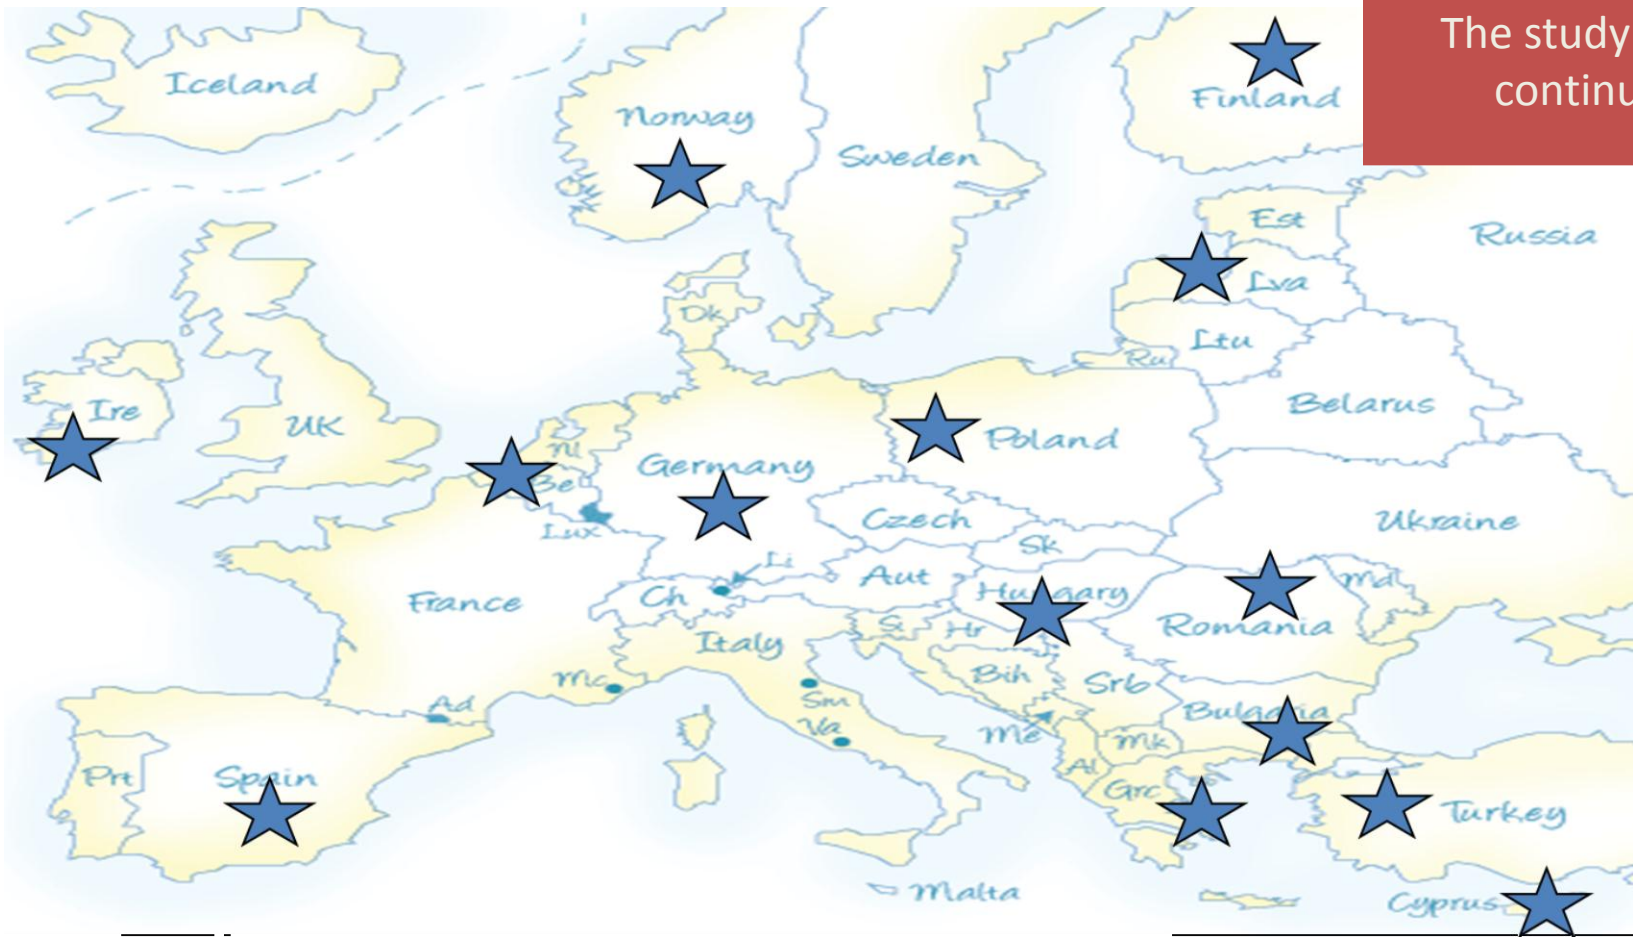 The study
continu
Iceland
Norway
Finland
Sweden
Est
Russia
Lva
Dk
Ltu
Ru
Ire
UK
Belarus
Nl
Poland
Germany
Be
Czech
Ukraine
Lux
Sk
Li
Aut
Md
Ch
Hungary
France
Romania
Italy
Hr
Bih
Srb
Mc
Sm
Ad
Bulgaria
Va
Me
Mk
Al
Prt
Spain
Grc
Turkey
Malta
Cyprus